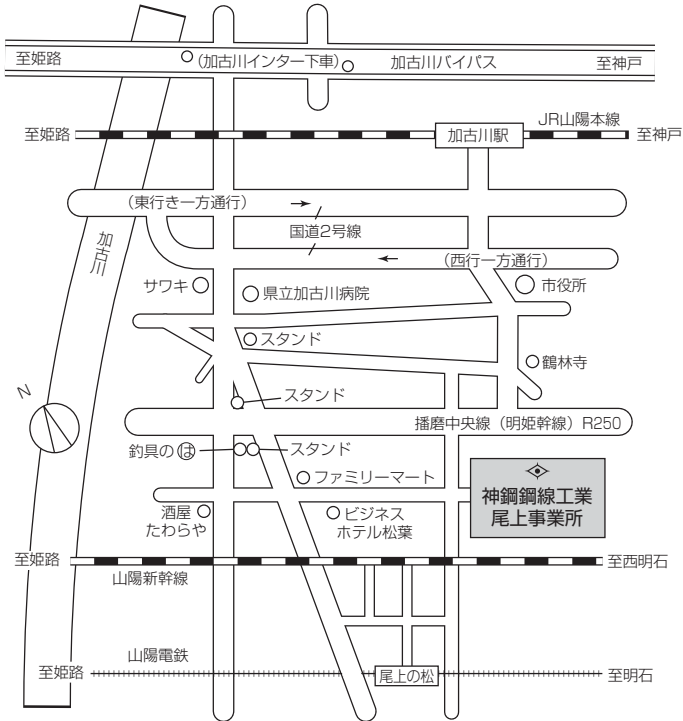 至姫路
(加古川インター下車)
加古川バイパス
至神戸
至姫路
加古川駅
JR山陽本線
至神戸
(東行き一方通行)
→
国道2号線
加古川
←
(西行一方通行)
サワキ
県立加古川病院
市役所
スタンド
鶴林寺
N
スタンド
播磨中央線(明姫幹線)R250
釣具の㋩
スタンド
ファミリーマート
神鋼鋼線工業
尾上事業所
酒屋
たわらや
ビジネス
ホテル松葉
至姫路
山陽新幹線
至西明石
山陽電鉄
至姫路
尾上の松
至明石